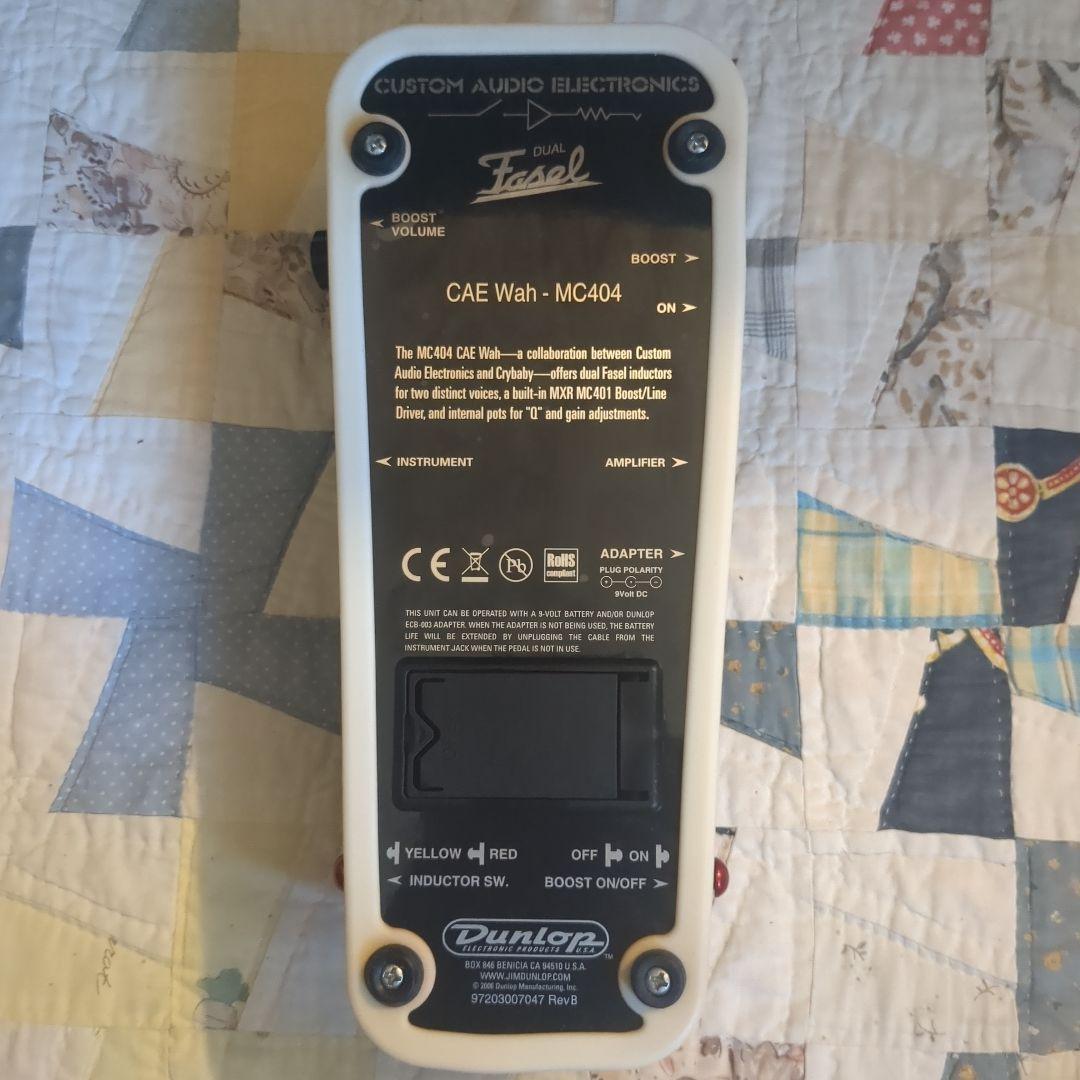 CUSTOM AUDIO ELECTRONICS
DUAL
Fasel
BOOST
VOLUME
BOOST
CAE Wah - MC404
ON
The MC404 CAE Wah—a collaboration between Custom
Audio Electronics and Crybaby—offers dual Fasel inductors
for two distinct voices, a built-in MXR MC401 Boost/Line
Driver, and internal pots for "Q" and gain adjustments.
INSTRUMENT
AMPLIFIER
CE
Pb
RoHS
compliant
ADAPTER
PLUG POLARITY
9Volt DC
THIS UNIT CAN BE OPERATED WITH A 9-VOLT BATTERY AND/OR DUNLOP
ECB-003 ADAPTER. WHEN THE ADAPTER IS NOT BEING USED, THE BATTERY
LIFE WILL BE EXTENDED BY UNPLUGGING THE CABLE FROM THE
INSTRUMENT JACK WHEN THE PEDAL IS NOT IN USE.
YELLOW RED
OFF ON
INDUCTOR SW.
BOOST ON/OFF
Dunlop
ELECTRONIC PRODUCTS U.S.A.
TM
BOX 846 BENICIA CA 94510 U.S.A.
WWW.JIMDUNLOP.COM
© 2006 Dunlop Manufacturing, Inc.
97203007047 RevB